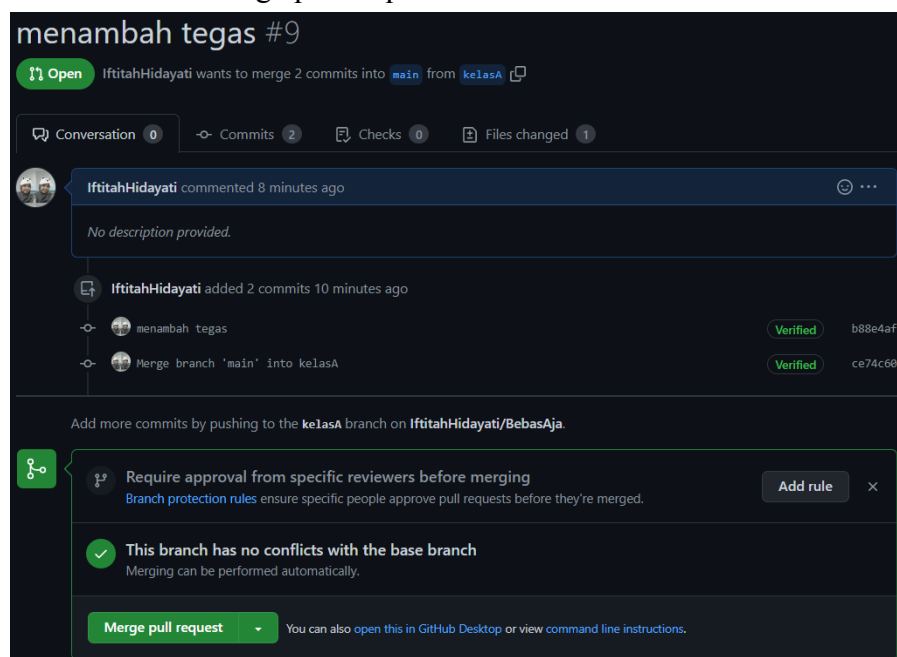 menambah tegas #9
Open IftitahHidayati wants to merge 2 commits into main from kelasA
Conversation 0 Commits 2 Checks 0 Files changed 1
IftitahHidayati commented 8 minutes ago
No description provided.
IftitahHidayati added 2 commits 10 minutes ago
menambah tegas Verified b88e4af
Merge branch 'main' into kelasA Verified ce74c60
Add more commits by pushing to the kelasA branch on IftitahHidayati/BebasAja.
Require approval from specific reviewers before merging
Branch protection rules ensure specific people approve pull requests before they're merged.
Add rule
This branch has no conflicts with the base branch
Merging can be performed automatically.
Merge pull request You can also open this in GitHub Desktop or view command line instructions.